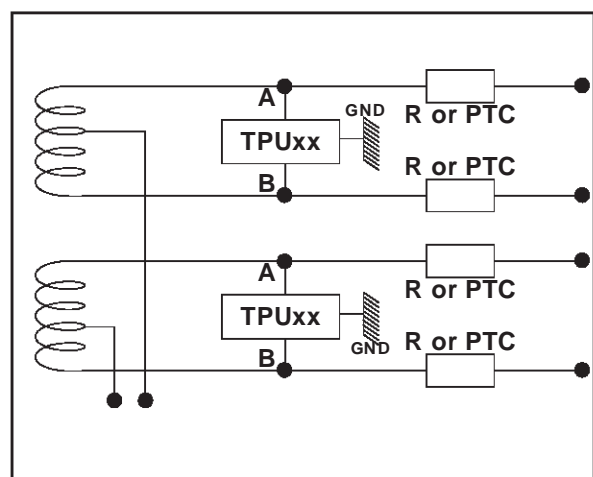 A
GND
R or PTC
TPUxx
B
R or PTC
A
R or PTC
TPUxx
GND
B
R or PTC